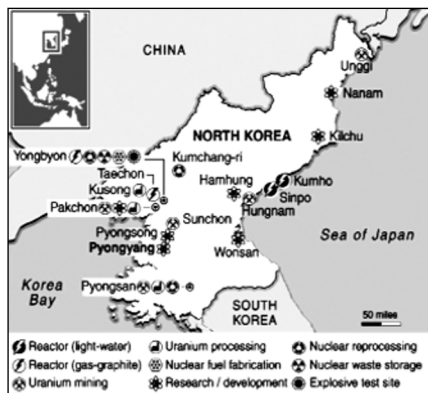 CHINA
Unggi
Nanam
NORTH KOREA
Kilchu
Yongbyon
Kumchang-ri
Taechon
Kusong
Hamhung
Kumho
Sinpo
Pakchon
Hungnam
Sunchon
Pyongsong
Pyongyang
Wonsan
Sea of Japan
Korea
Bay
Pyongsan
SOUTH
KOREA
50 miles
Reactor (light-water)
Uranium processing
Nuclear reprocessing
Reactor (gas-graphite)
Nuclear fuel fabrication
Nuclear waste storage
Uranium mining
Research / development
Explosive test site